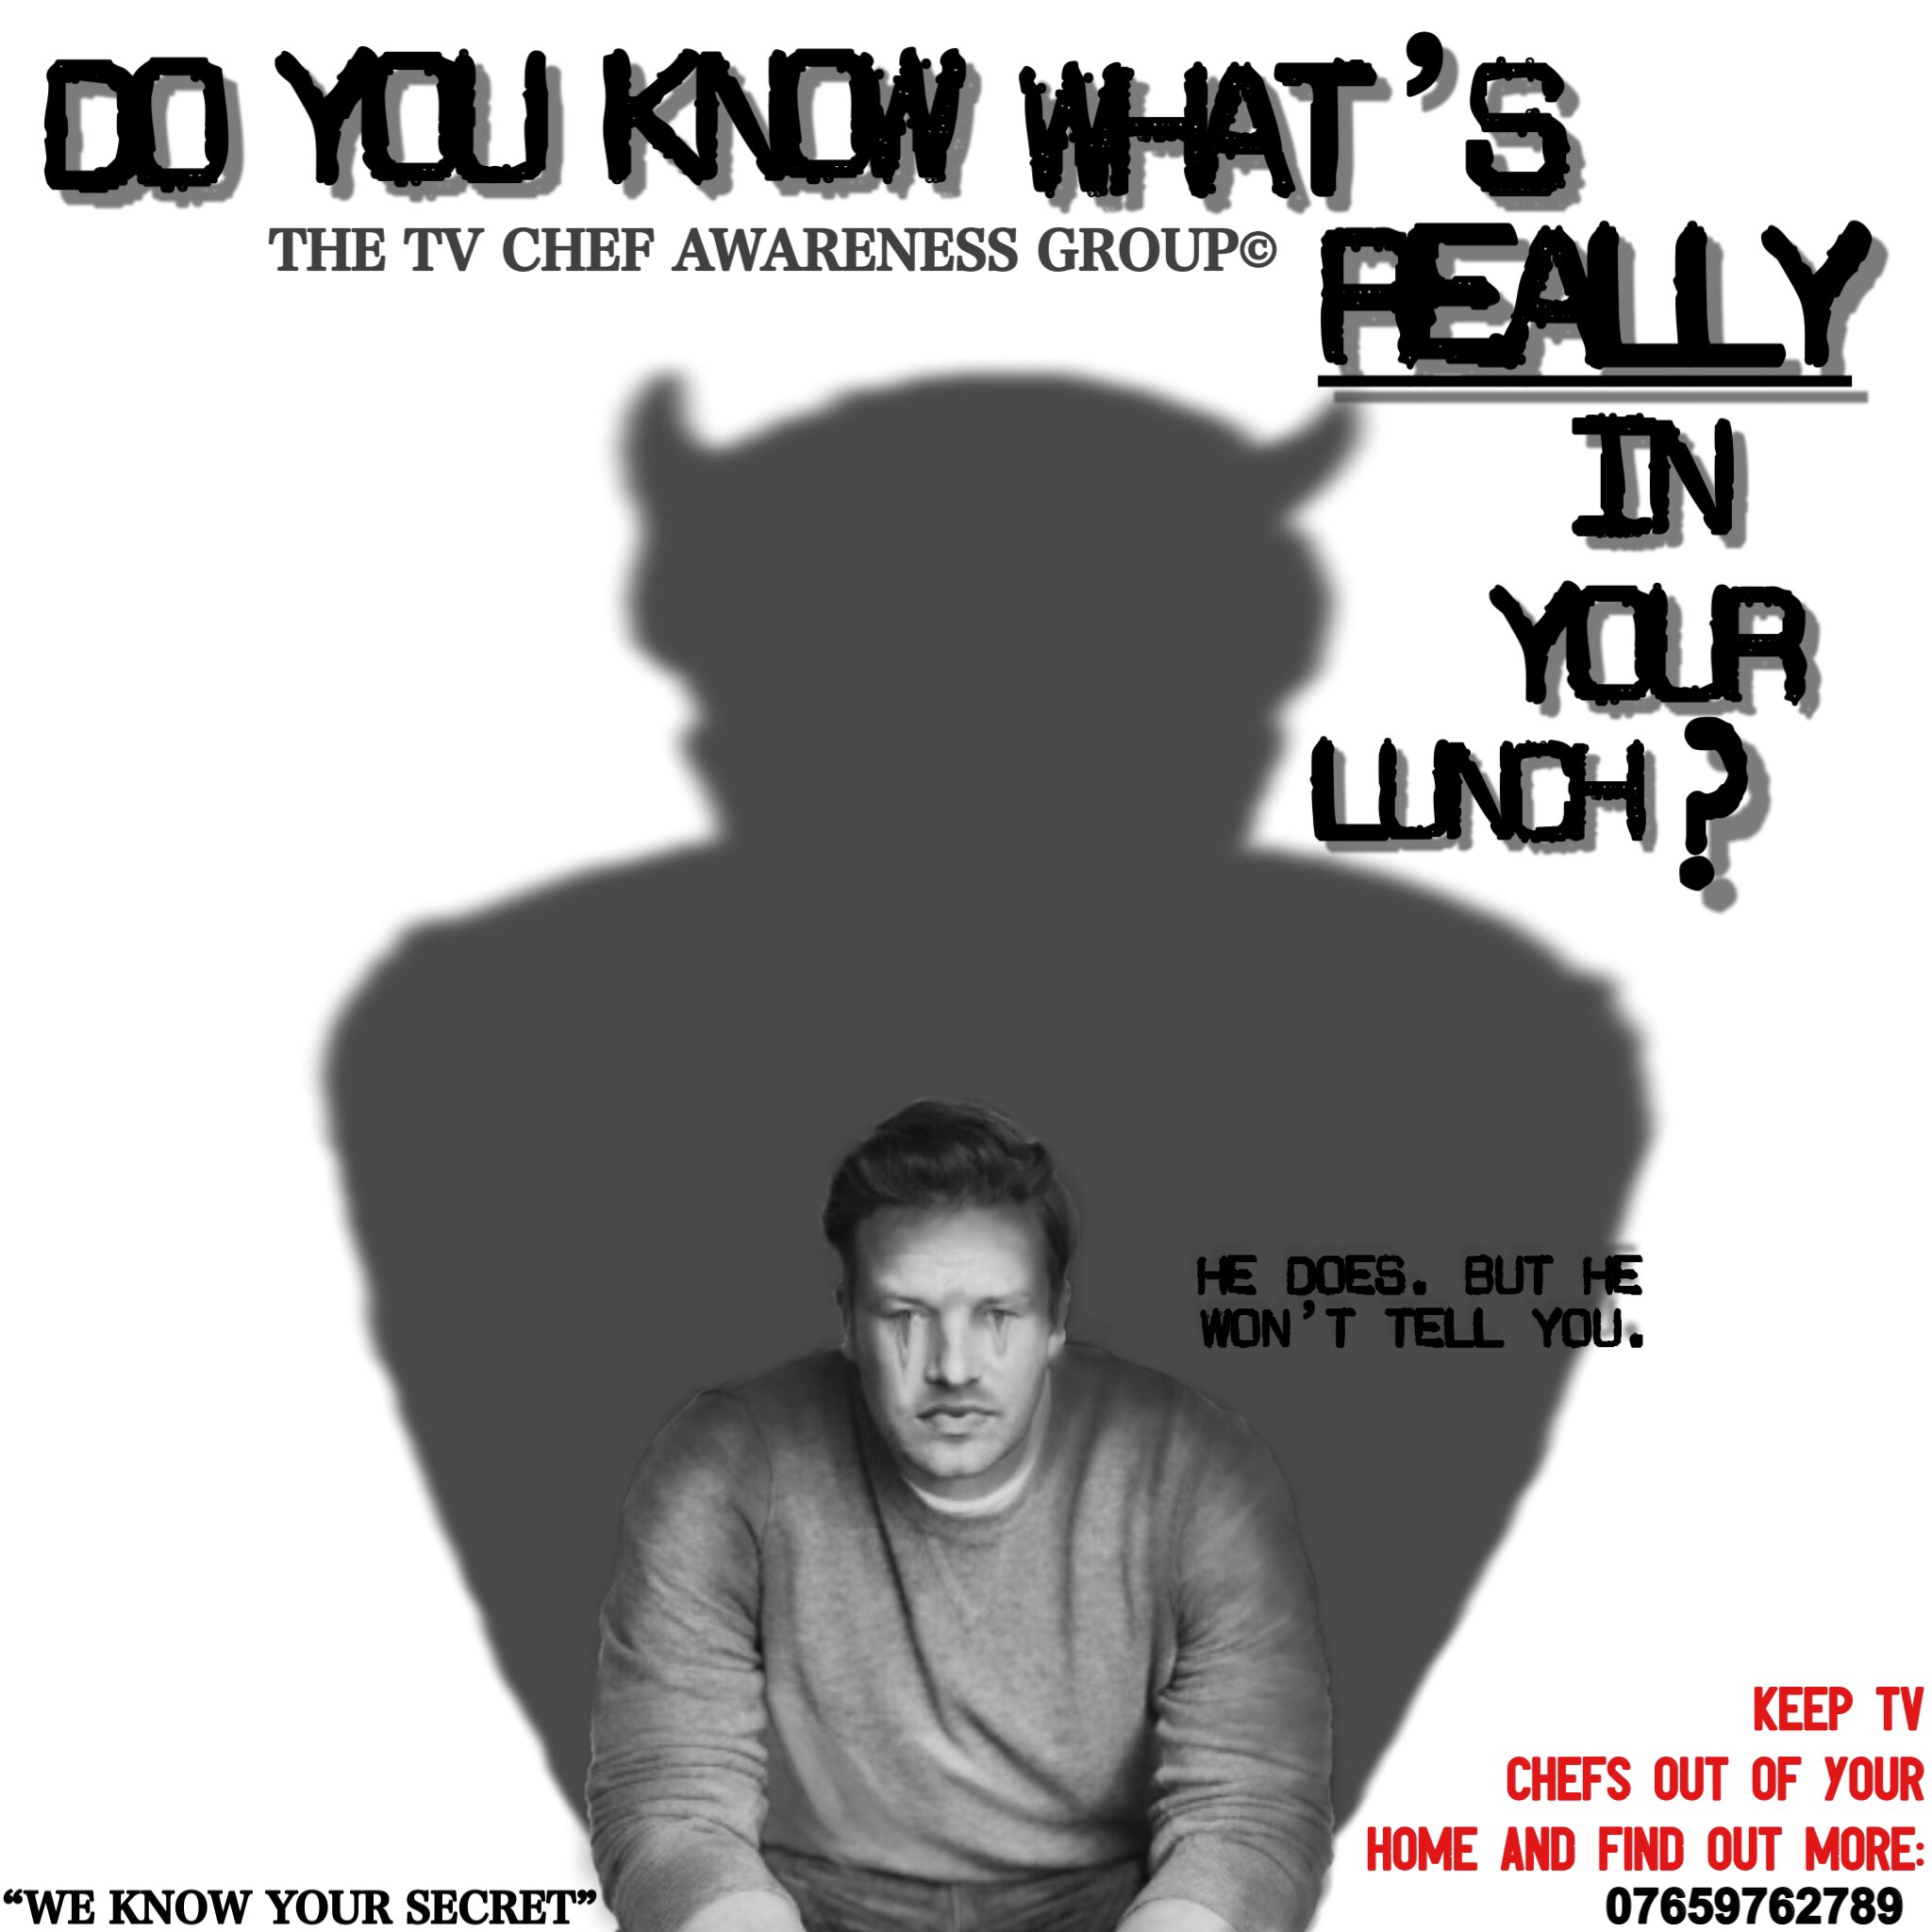 DO YOU KNOW WHAT'S
THE TV CHEF AWARENESS GROUP©
REALLY
IN
YOUR
LUNCH?
HE DOES. BUT HE
WON'T TELL YOU.
KEEP TV
CHEFS OUT OF YOUR
HOME AND FIND OUT MORE:
07659762789
“WE KNOW YOUR SECRET”